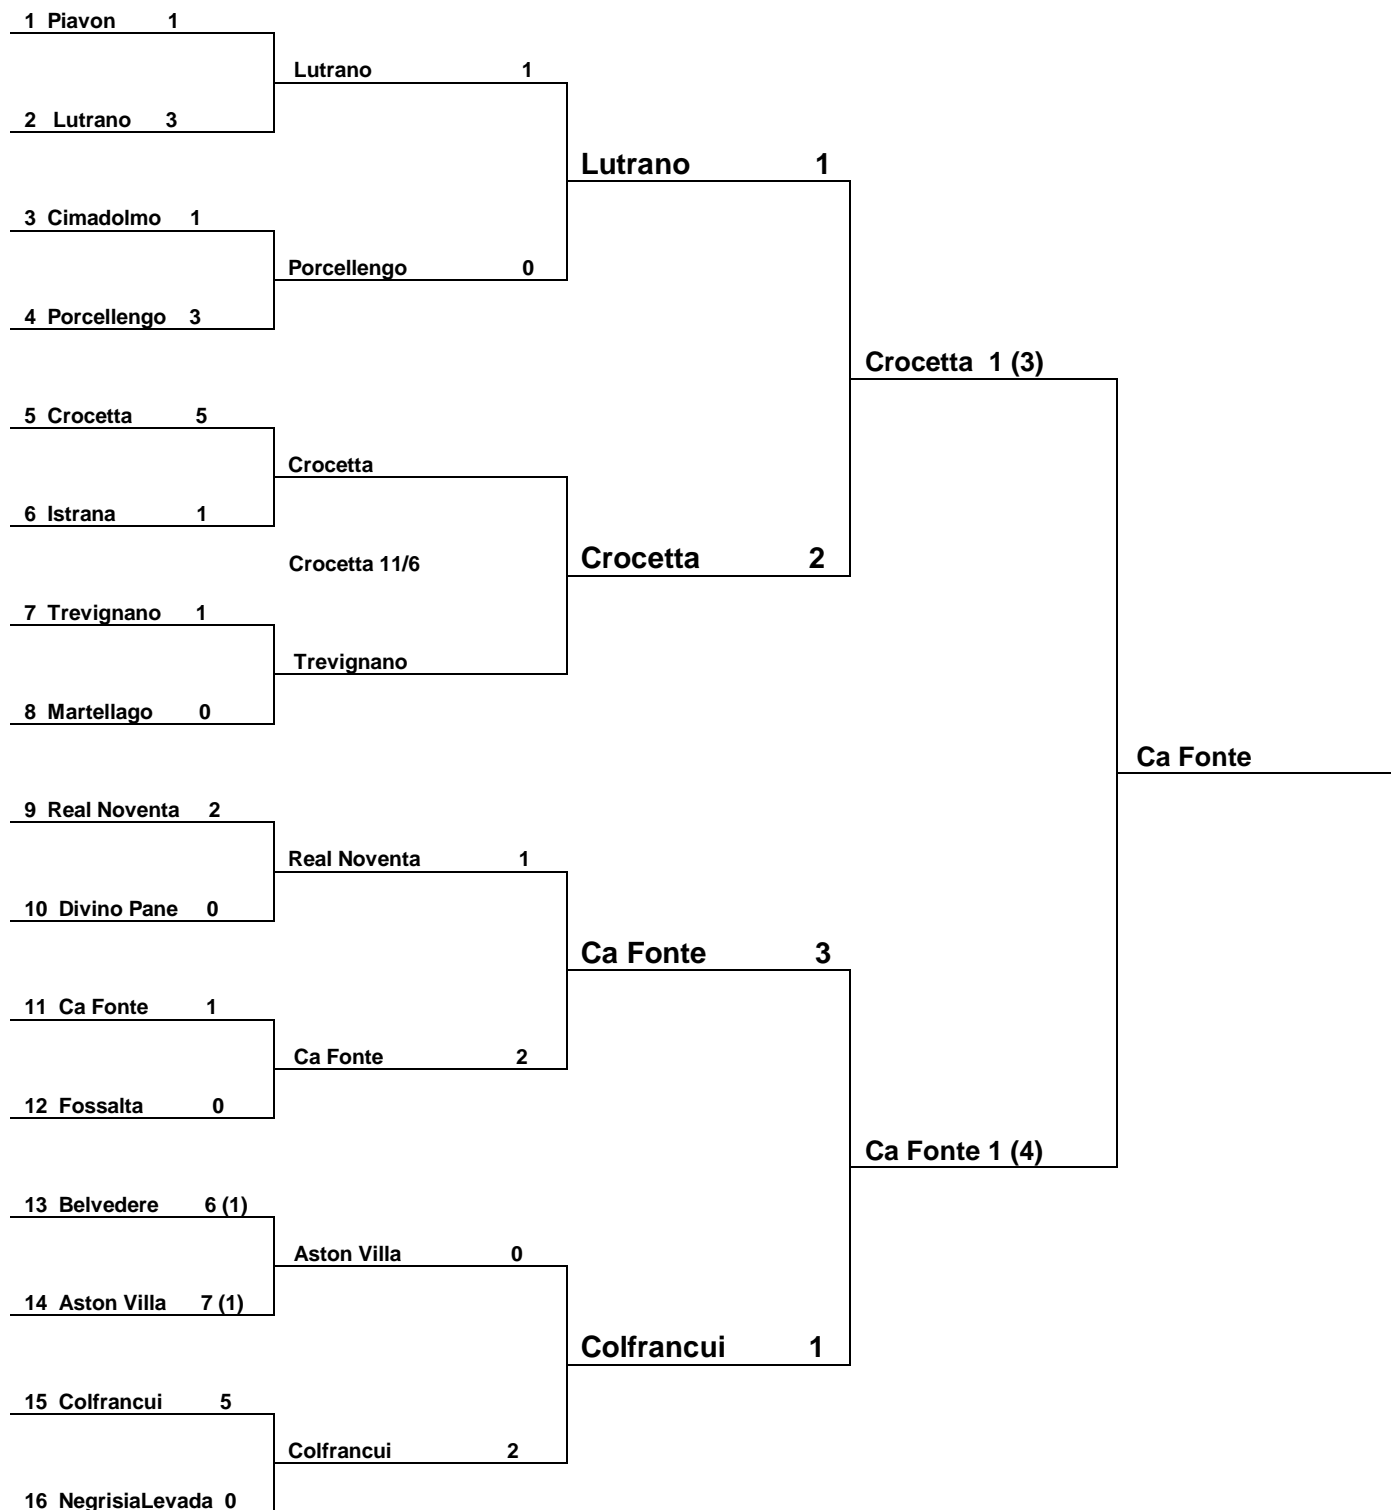 1 Piavon 1
Lutrano 1
2 Lutrano 3
Lutrano 1
3 Cimadolmo 1
Porcellengo 0
4 Porcellengo 3
Crocetta 1 (3)
5 Crocetta 5
Crocetta
6 Istrana 1
Crocetta 11/6
Crocetta 2
7 Trevignano 1
Trevignano
8 Martellago 0
Ca Fonte
9 Real Noventa 2
Real Noventa 1
10 Divino Pane 0
Ca Fonte 3
11 Ca Fonte 1
Ca Fonte 2
12 Fossalta 0
Ca Fonte 1 (4)
13 Belvedere 6 (1)
Aston Villa 0
14 Aston Villa 7 (1)
Colfrancui 1
15 Colfrancui 5
Colfrancui 2
16 NegrisiaLevada 0